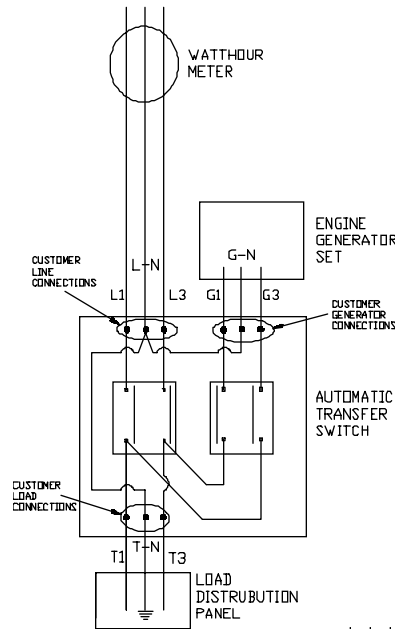 WATTHOUR
METER
ENGINE
GENERATOR
SET
G-N
CUSTOMER
LINE
CONNECTIONS
L-N
L1
L3
G1
G3
CUSTOMER
GENERATOR
CONNECTIONS
AUTOMATIC
TRANSFER
SWITCH
CUSTOMER
LOAD
CONNECTIONS
T-N
T1
T3
LOAD
DISTRUBUTION
PANEL